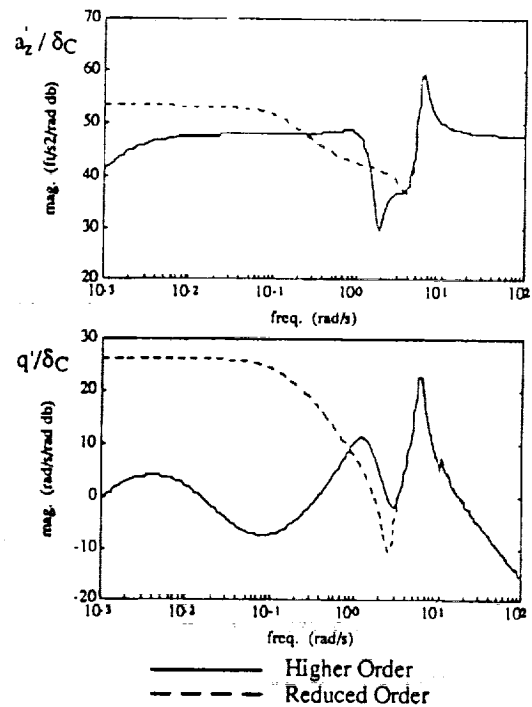 a'z / δC
mag. (ft/s2/rad db)
70
60
50
40
30
20
10-3 10-2 10-1 100 101 102
freq. (rad/s)
q'/δC
mag. (rad/s/rad db)
30
20
10
0
-10
-20
10-3 10-2 10-1 100 101 102
freq. (rad/s)
Higher Order
Reduced Order